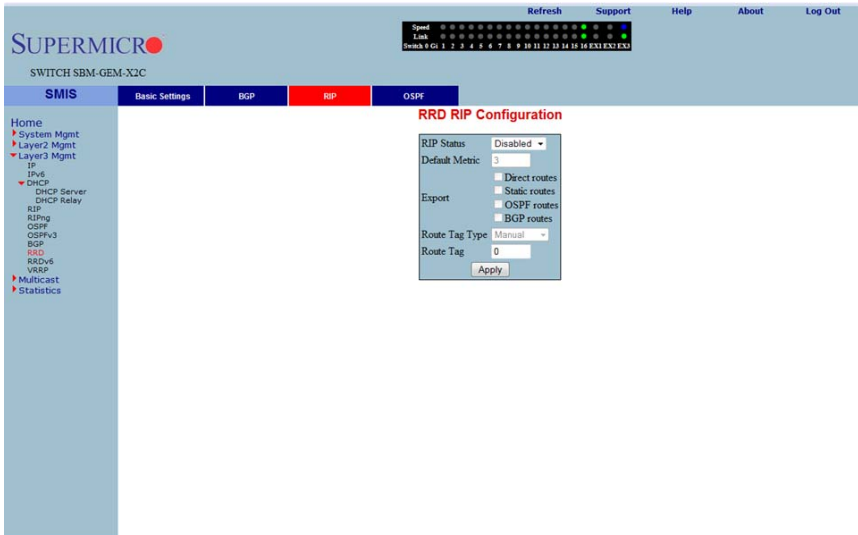 Refresh Support Help About Log Out
Speed
Link
Switch 0 Gi 1 2 3 4 5 6 7 8 9 10 11 12 13 14 15 16 EX1 EX2 EX3
SUPERMICRO
SWITCH SBM-GEM-X2C
SMIS
Basic Settings BGP RIP OSPF
Home
System Mgmt
Layer2 Mgmt
Layer3 Mgmt
IP
IPv6
DHCP
DHCP Server
DHCP Relay
RIP
RIPng
OSPF
OSPFv3
BGP
RRD
RRDv6
VRRP
Multicast
Statistics
RRD RIP Configuration
RIP Status Disabled
Default Metric 3
Export
Direct routes
Static routes
OSPF routes
BGP routes
Route Tag Type Manual
Route Tag 0
Apply